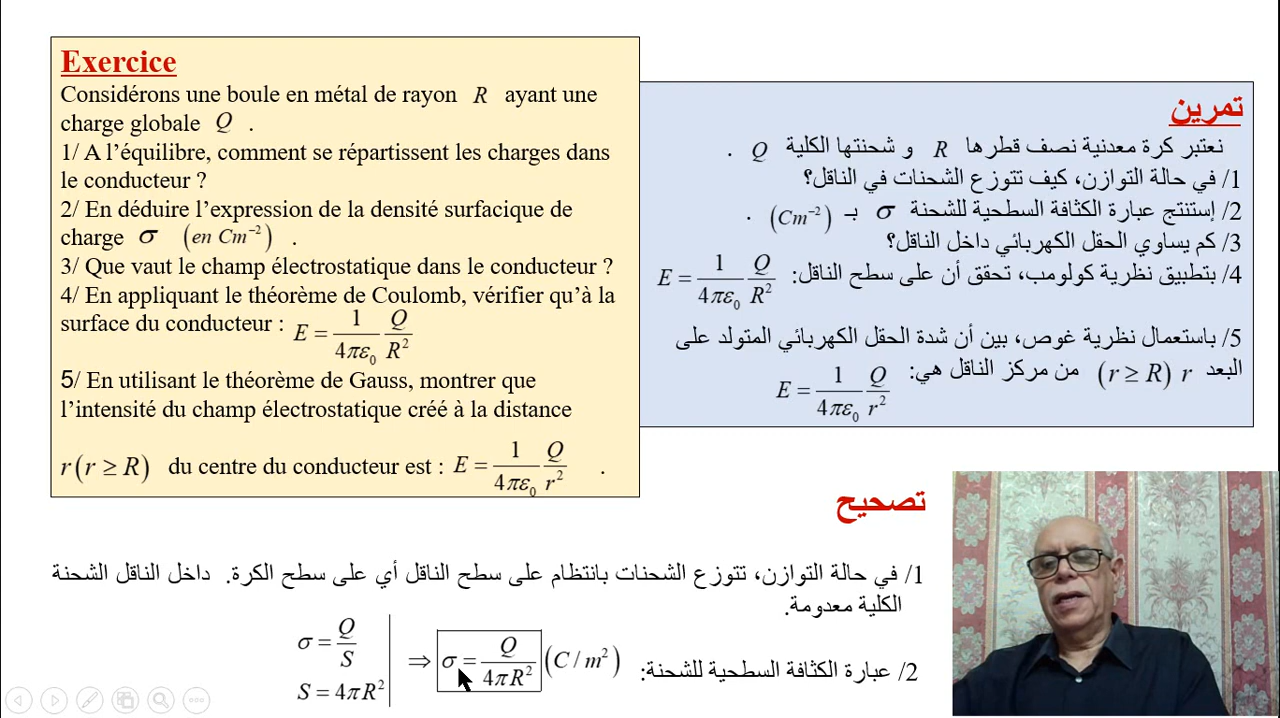 Exercice
Considérons une boule en métal de rayon R ayant une
charge globale Q .
1/ A l’équilibre, comment se répartissent les charges dans
le conducteur ?
2/ En déduire l’expression de la densité surfacique de
charge σ (en Cm⁻²) .
3/ Que vaut le champ électrostatique dans le conducteur ?
4/ En appliquant le théorème de Coulomb, vérifier qu’à la
surface du conducteur : E = 1/(4πε₀) Q/R²
5/ En utilisant le théorème de Gauss, montrer que
l’intensité du champ électrostatique créé à la distance
r (r ≥ R) du centre du conducteur est : E = 1/(4πε₀) Q/r² .
تمرين
نعتبر كرة معدنية نصف قطرها R و شحنتها الكلية Q .
1/ في حالة التوازن، كيف تتوزع الشحنات في الناقل؟
2/ إستنتج عبارة الكثافة السطحية للشحنة σ بـ (Cm⁻²) .
3/ كم يساوي الحقل الكهربائي داخل الناقل؟
4/ بتطبيق نظرية كولومب، تحقق أن على سطح الناقل: E = 1/(4πε₀) Q/R²
5/ باستعمال نظرية غوص، بين أن شدة الحقل الكهربائي المتولد على
البعد r (r ≥ R) من مركز الناقل هي: E = 1/(4πε₀) Q/r²
تصحيح
1/ في حالة التوازن، تتوزع الشحنات بانتظام على سطح الناقل أي على سطح الكرة. داخل الناقل الشحنة
الكلية معدومة.
2/ عبارة الكثافة السطحية للشحنة:
σ = Q/S
S = 4πR²
⇒ σ = Q/(4πR²) (C/m²)